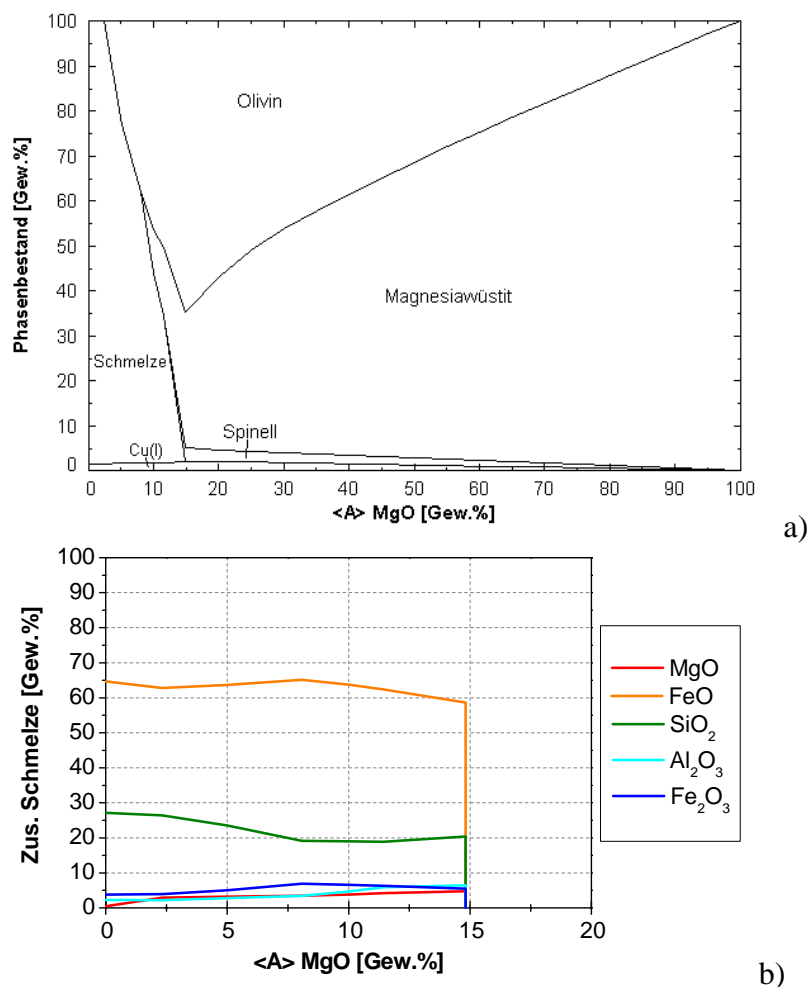 100
90
80
70
60
50
40
30
20
10
0
Phasenbestand [Gew.%]
Olivin
Magnesiawüstit
Schmelze
Spinell
Cu(l)
0 10 20 30 40 50 60 70 80 90 100
<A> MgO [Gew.%]
a)
100
90
80
70
60
50
40
30
20
10
0
Zus. Schmelze [Gew.%]
0 5 10 15 20
<A> MgO [Gew.%]
MgO
FeO
SiO2
Al2O3
Fe2O3
b)